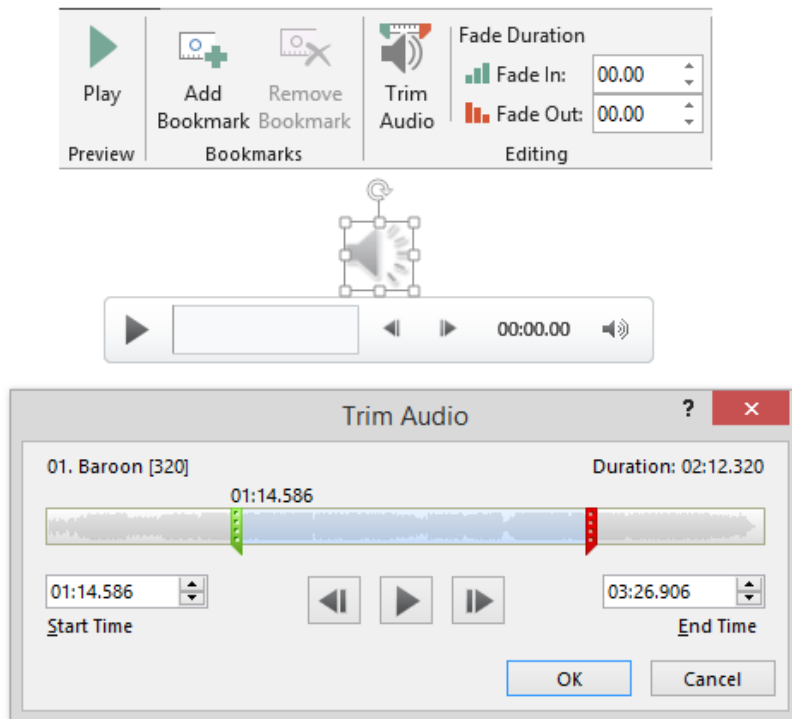 Play
Preview
Add
Bookmark
Remove
Bookmark
Bookmarks
Trim
Audio
Fade Duration
Fade In: 00.00
Fade Out: 00.00
Editing
00:00.00
Trim Audio ?
01. Baroon [320] Duration: 02:12.320
01:14.586
01:14.586 03:26.906
Start Time End Time
OK Cancel